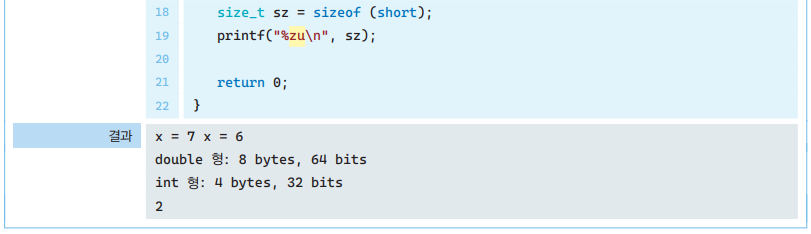 18 size_t sz = sizeof (short);
19 printf("%zu\n", sz);
20
21 return 0;
22 }
결과
x = 7 x = 6
double 형: 8 bytes, 64 bits
int 형: 4 bytes, 32 bits
2